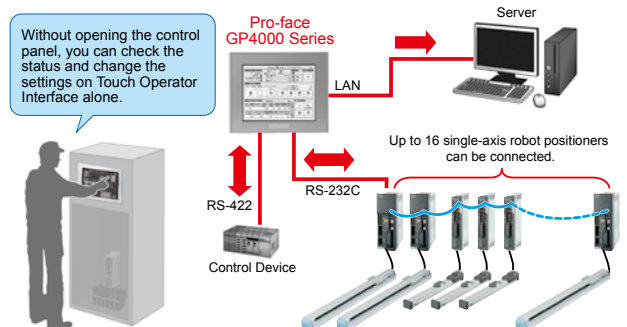 Without opening the control
panel, you can check the
status and change the
settings on Touch Operator
Interface alone.
Pro-face
GP4000 Series
Server
LAN
Up to 16 single-axis robot positioners
can be connected.
RS-422
RS-232C
Control Device